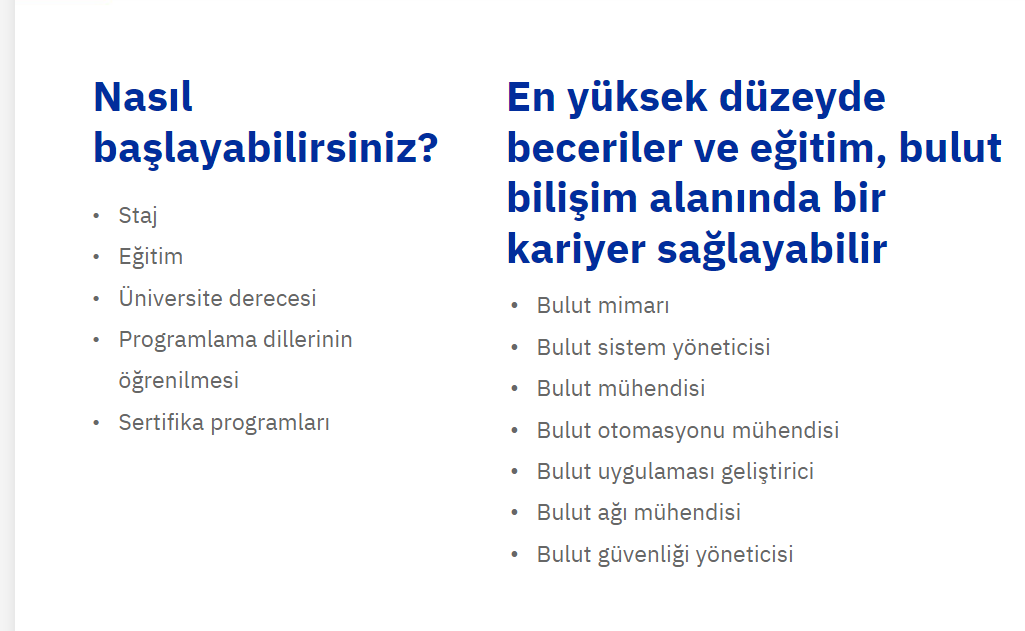 Nasıl
başlayabilirsiniz?
• Staj
• Eğitim
• Üniversite derecesi
• Programlama dillerinin
öğrenilmesi
• Sertifika programları
En yüksek düzeyde
beceriler ve eğitim, bulut
bilişim alanında bir
kariyer sağlayabilir
• Bulut mimarı
• Bulut sistem yöneticisi
• Bulut mühendisi
• Bulut otomasyonu mühendisi
• Bulut uygulaması geliştirici
• Bulut ağı mühendisi
• Bulut güvenliği yöneticisi